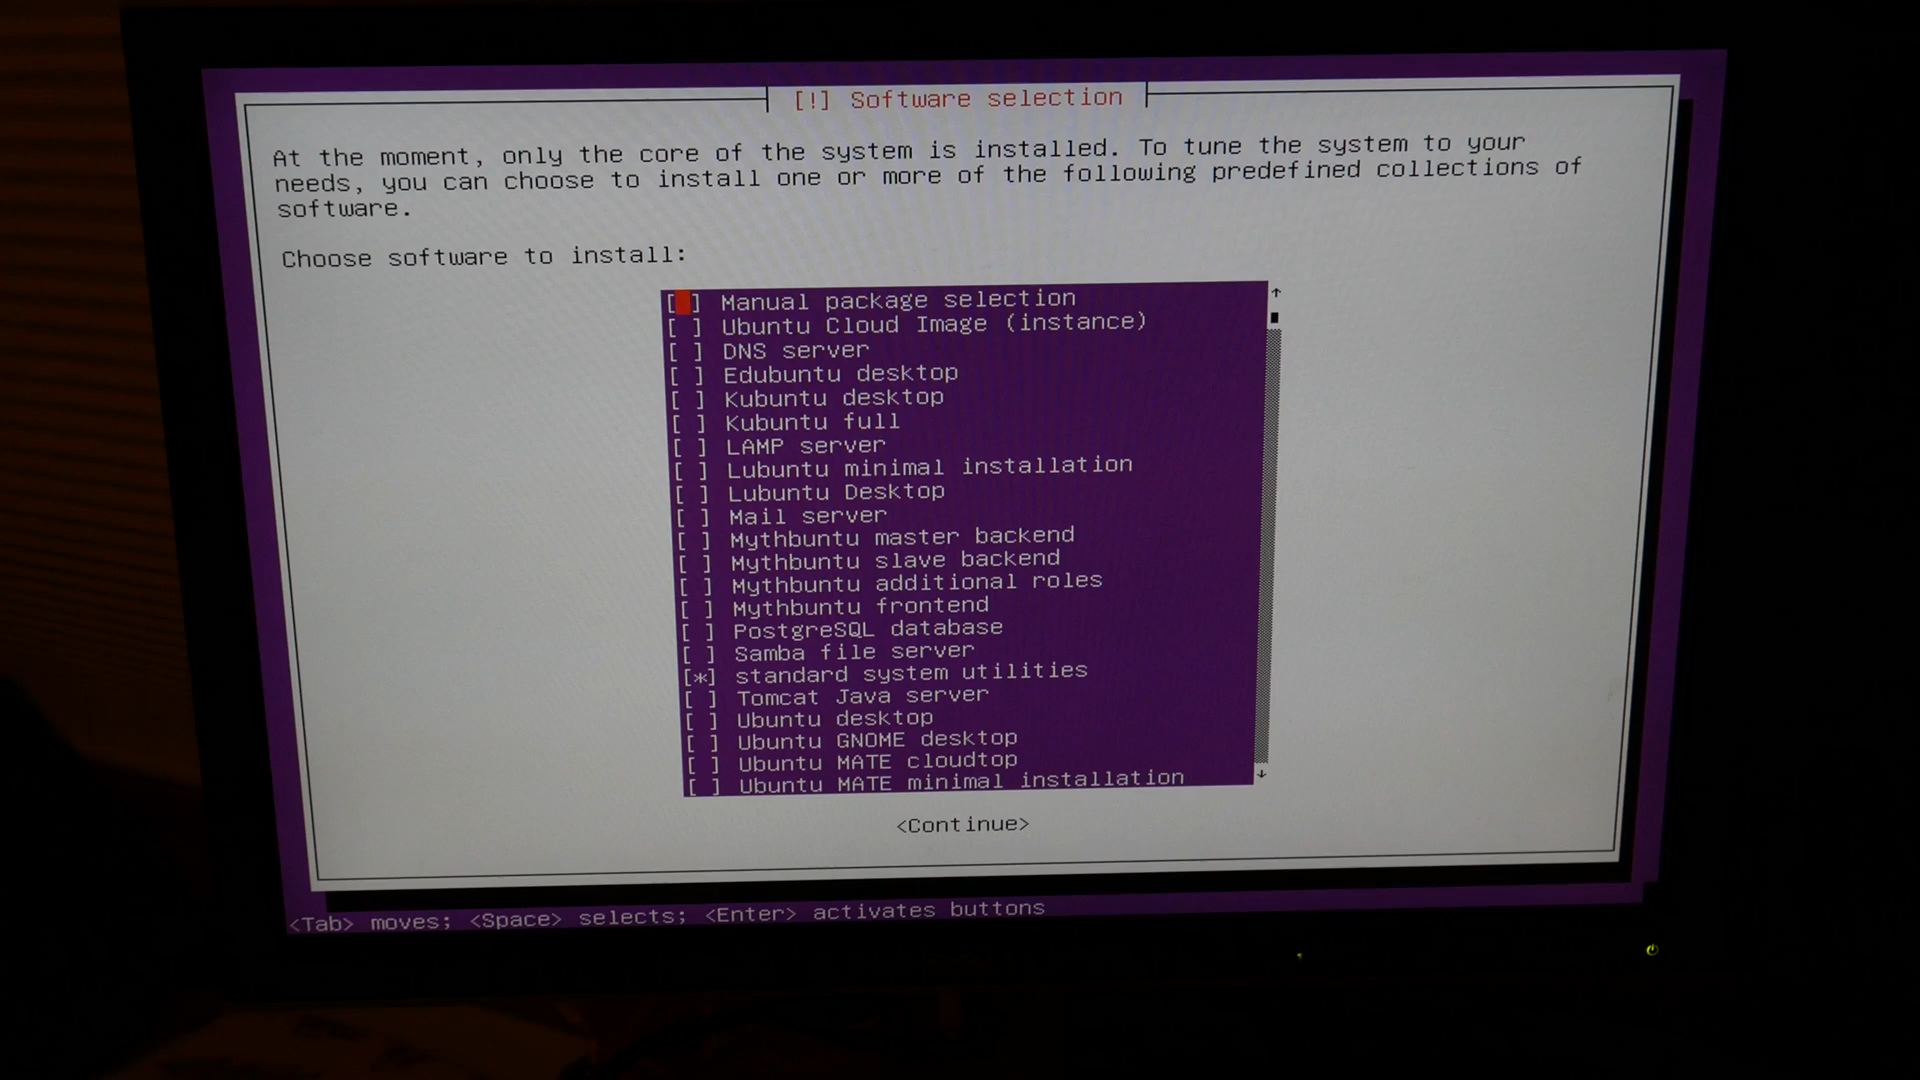 [!] Software selection
At the moment, only the core of the system is installed. To tune the system to your
needs, you can choose to install one or more of the following predefined collections of
software.
Choose software to install:
[ ] Manual package selection
[ ] Ubuntu Cloud Image (instance)
[ ] DNS server
[ ] Edubuntu desktop
[ ] Kubuntu desktop
[ ] Kubuntu full
[ ] LAMP server
[ ] Lubuntu minimal installation
[ ] Lubuntu Desktop
[ ] Mail server
[ ] Mythbuntu master backend
[ ] Mythbuntu slave backend
[ ] Mythbuntu additional roles
[ ] Mythbuntu frontend
[ ] PostgreSQL database
[ ] Samba file server
[*] standard system utilities
[ ] Tomcat Java server
[ ] Ubuntu desktop
[ ] Ubuntu GNOME desktop
[ ] Ubuntu MATE cloudtop
[ ] Ubuntu MATE minimal installation
<Continue>
<Tab> moves; <Space> selects; <Enter> activates buttons